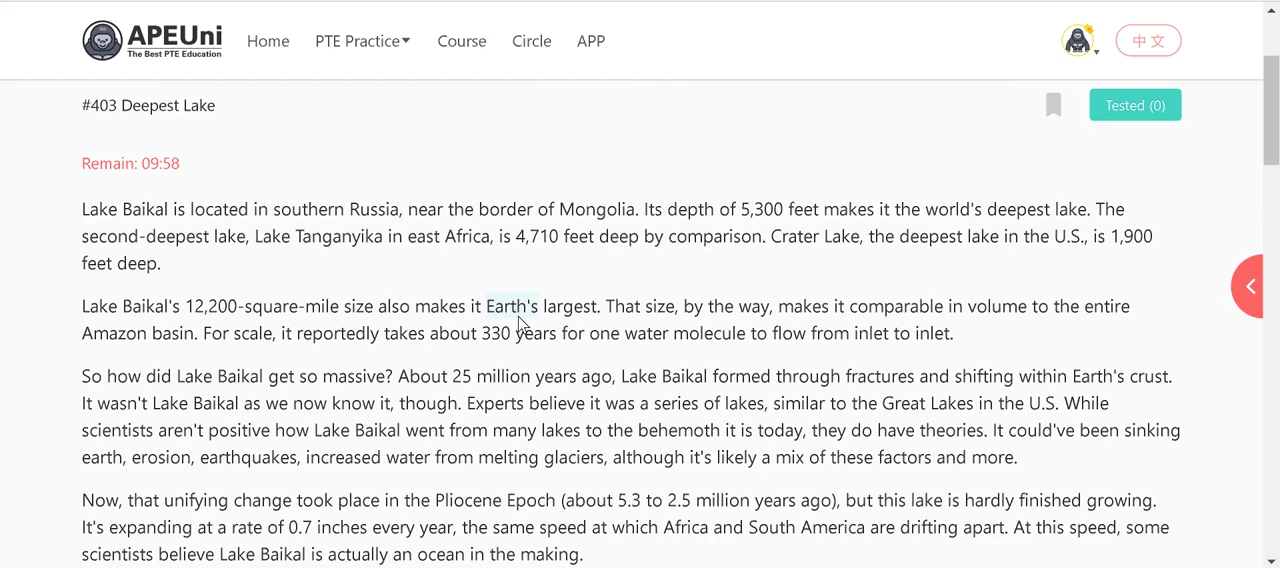 APEUni
The Best PTE Education
Home
PTE Practice
Course
Circle
APP
中 文
#403 Deepest Lake
Tested (0)
Remain: 09:58
Lake Baikal is located in southern Russia, near the border of Mongolia. Its depth of 5,300 feet makes it the world's deepest lake. The
second-deepest lake, Lake Tanganyika in east Africa, is 4,710 feet deep by comparison. Crater Lake, the deepest lake in the U.S., is 1,900
feet deep.
Lake Baikal's 12,200-square-mile size also makes it Earth's largest. That size, by the way, makes it comparable in volume to the entire
Amazon basin. For scale, it reportedly takes about 330 years for one water molecule to flow from inlet to inlet.
So how did Lake Baikal get so massive? About 25 million years ago, Lake Baikal formed through fractures and shifting within Earth's crust.
It wasn't Lake Baikal as we now know it, though. Experts believe it was a series of lakes, similar to the Great Lakes in the U.S. While
scientists aren't positive how Lake Baikal went from many lakes to the behemoth it is today, they do have theories. It could've been sinking
earth, erosion, earthquakes, increased water from melting glaciers, although it's likely a mix of these factors and more.
Now, that unifying change took place in the Pliocene Epoch (about 5.3 to 2.5 million years ago), but this lake is hardly finished growing.
It's expanding at a rate of 0.7 inches every year, the same speed at which Africa and South America are drifting apart. At this speed, some
scientists believe Lake Baikal is actually an ocean in the making.